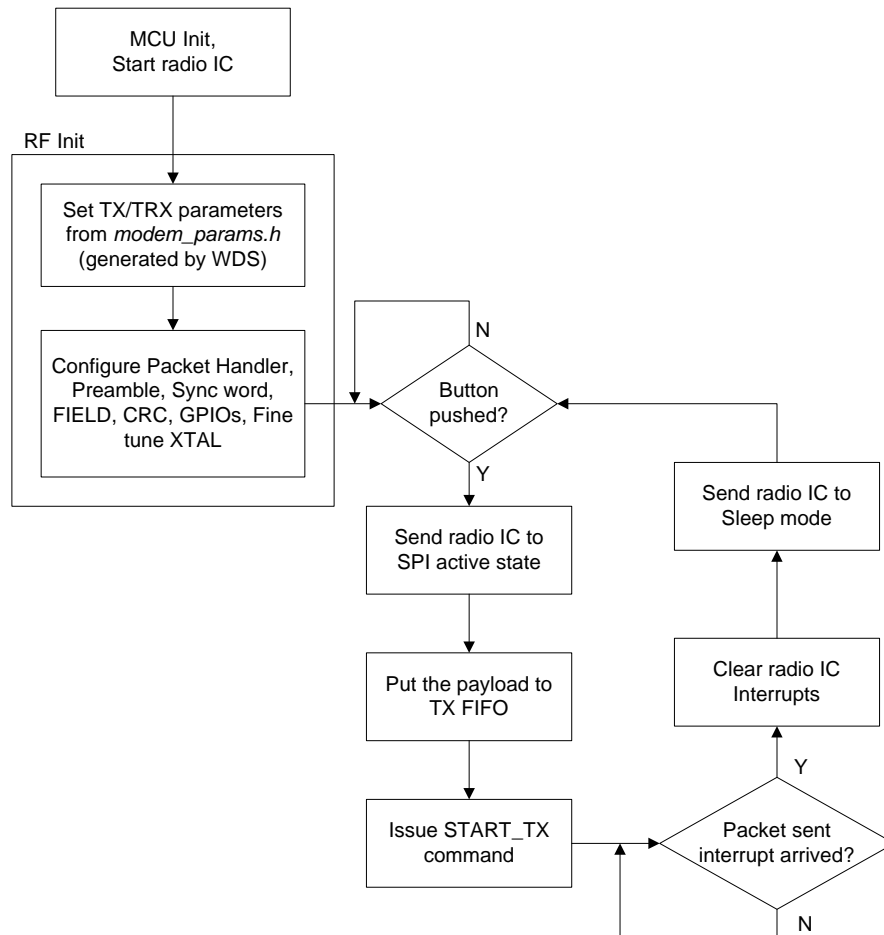 MCU Init,
Start radio IC
RF Init
Set TX/TRX parameters
from modem_params.h
(generated by WDS)
Configure Packet Handler,
Preamble, Sync word,
FIELD, CRC, GPIOs, Fine
tune XTAL
N
Button
pushed?
Y
Send radio IC to
SPI active state
Put the payload to
TX FIFO
Issue START_TX
command
Send radio IC to
Sleep mode
Clear radio IC
Interrupts
Y
Packet sent
interrupt arrived?
N